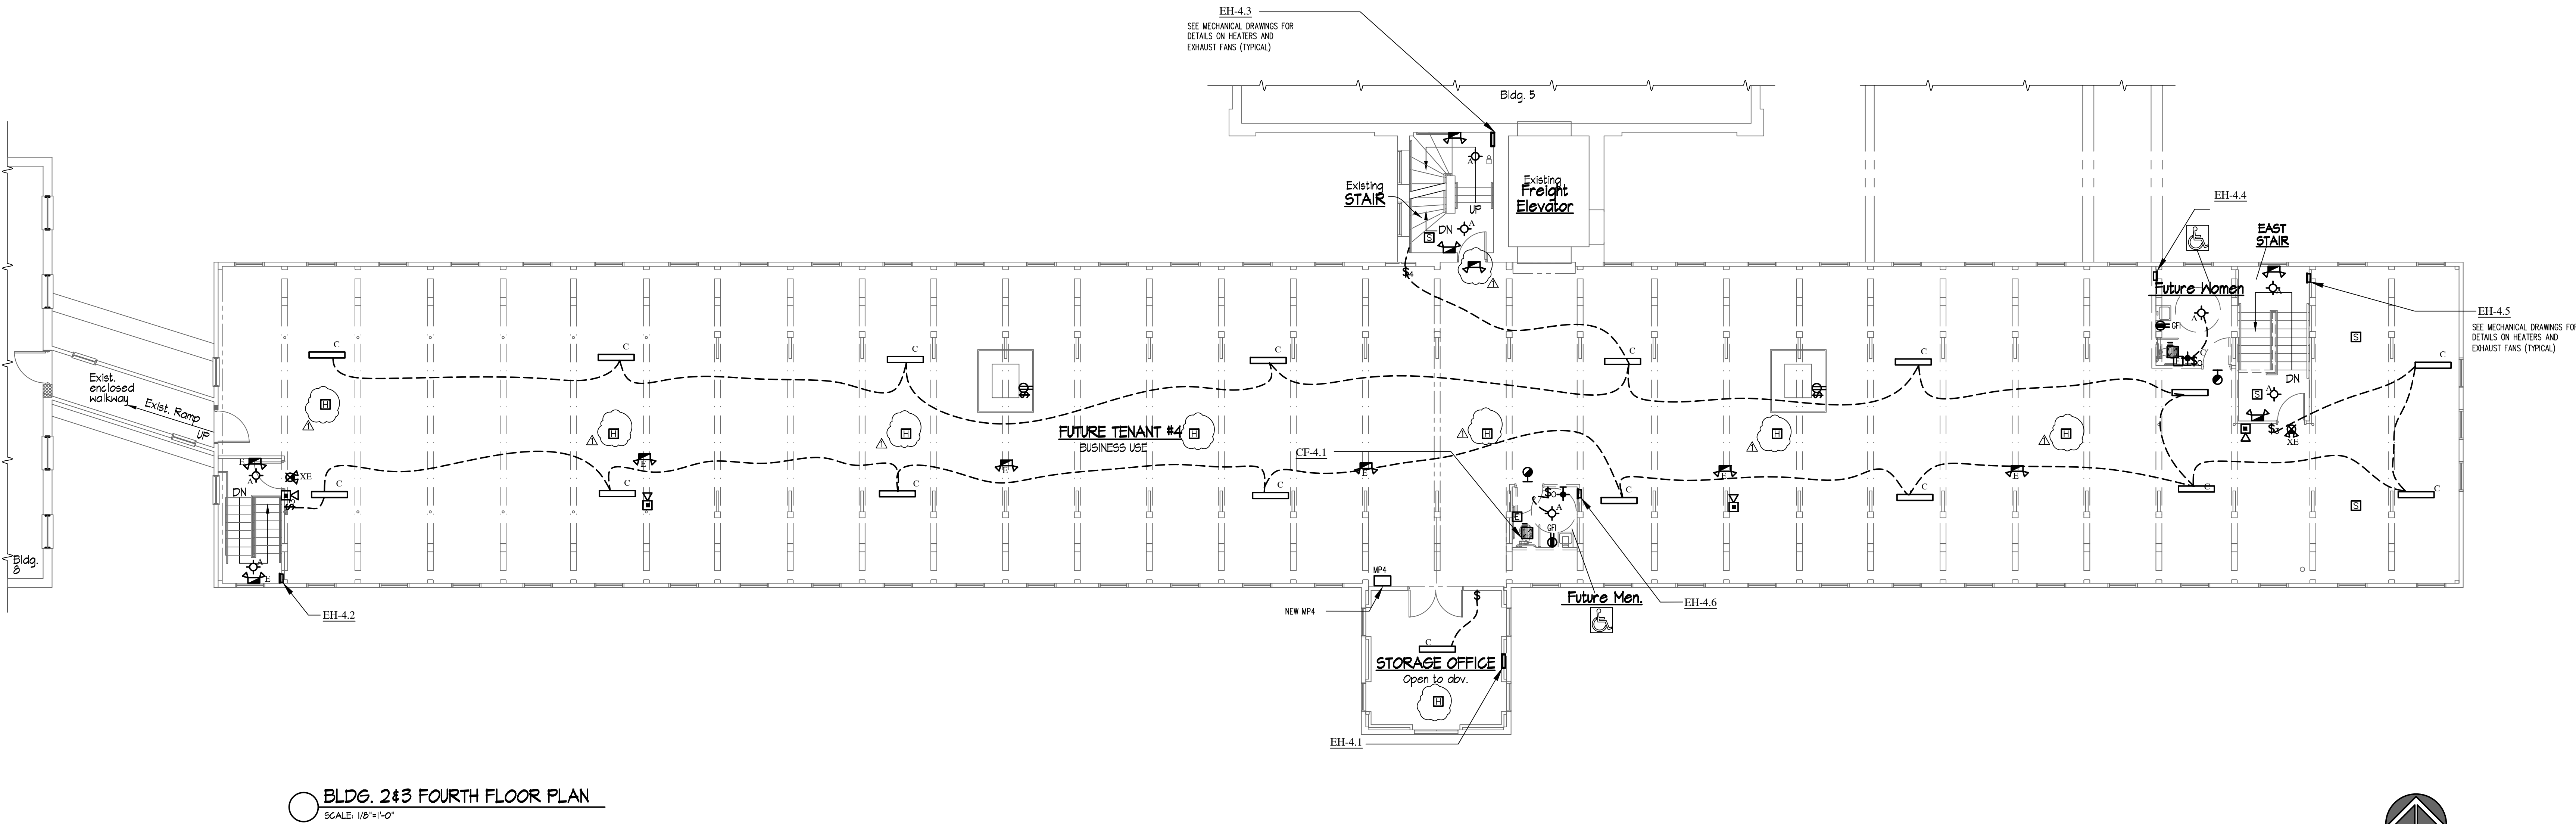 EH-4.3
SEE MECHANICAL DRAWINGS FOR
DETAILS ON HEATERS AND
EXHAUST FANS (TYPICAL)
Bldg. 5
A
Existing
STAIR
UP
DN
A
S
Existing
Freight
Elevator
$4
EH-4.4
EAST
STAIR
Future Women
A
GFI
A
EH-4.5
SEE MECHANICAL DRAWINGS FOR
DETAILS ON HEATERS AND
EXHAUST FANS (TYPICAL)
S
DN
S
A
$3
XE
C
C
C
C
C
C
C
Exist.
enclosed
walkway
Exist. Ramp
UP
H
H
H
H
H
H
H
FUTURE TENANT #4
BUSINESS USE
CF-4.1
E
E
E
E
E
E
A
XE
DN
C
C
C
C
C
C
C
S
A
E
GFI
A
E
Bldg.
8
EH-4.2
MP4
NEW MP4
$
Future Men.
EH-4.6
C
STORAGE OFFICE
Open to abv.
H
EH-4.1
BLDG. 2&3 FOURTH FLOOR PLAN
SCALE: 1/8"=1'-0"